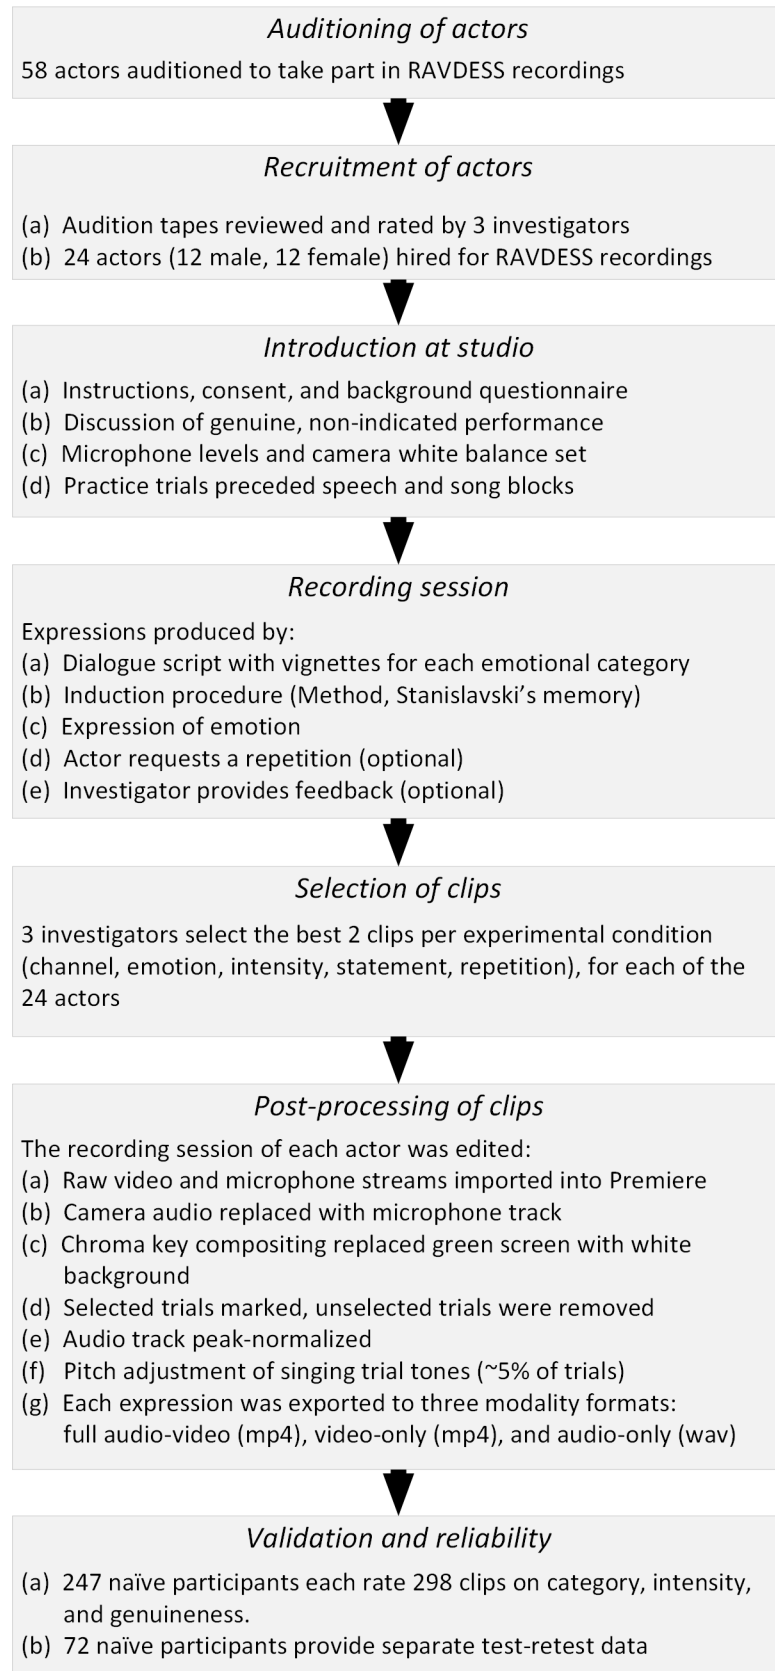 Auditioning of actors
58 actors auditioned to take part in RAVDESS recordings
Recruitment of actors
(a) Audition tapes reviewed and rated by 3 investigators
(b) 24 actors (12 male, 12 female) hired for RAVDESS recordings
Introduction at studio
(a) Instructions, consent, and background questionnaire
(b) Discussion of genuine, non-indicated performance
(c) Microphone levels and camera white balance set
(d) Practice trials preceded speech and song blocks
Recording session
Expressions produced by:
(a) Dialogue script with vignettes for each emotional category
(b) Induction procedure (Method, Stanislavski’s memory)
(c) Expression of emotion
(d) Actor requests a repetition (optional)
(e) Investigator provides feedback (optional)
Selection of clips
3 investigators select the best 2 clips per experimental condition
(channel, emotion, intensity, statement, repetition), for each of the
24 actors
Post-processing of clips
The recording session of each actor was edited:
(a) Raw video and microphone streams imported into Premiere
(b) Camera audio replaced with microphone track
(c) Chroma key compositing replaced green screen with white
background
(d) Selected trials marked, unselected trials were removed
(e) Audio track peak-normalized
(f) Pitch adjustment of singing trial tones (~5% of trials)
(g) Each expression was exported to three modality formats:
full audio-video (mp4), video-only (mp4), and audio-only (wav)
Validation and reliability
(a) 247 naïve participants each rate 298 clips on category, intensity,
and genuineness.
(b) 72 naïve participants provide separate test-retest data